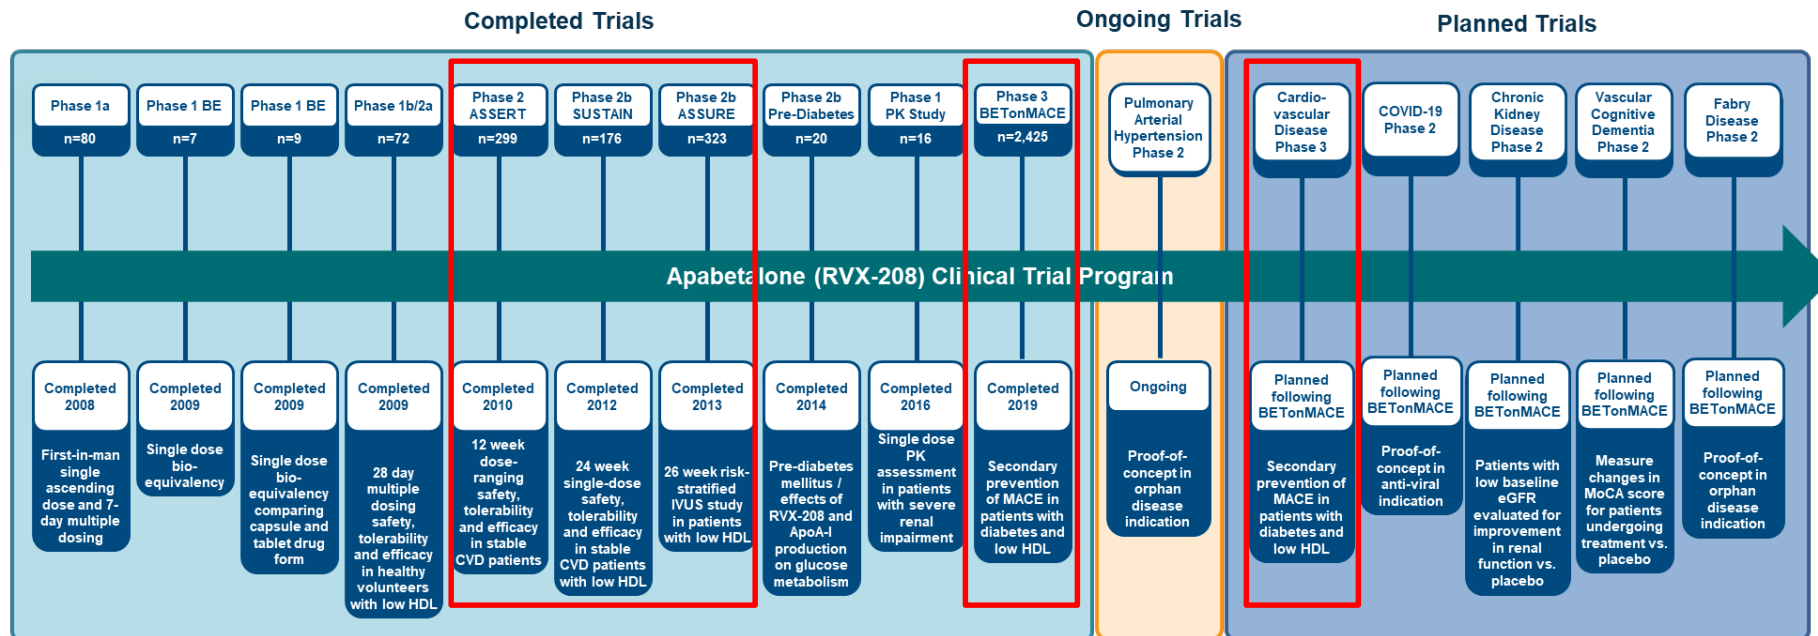 Completed Trials
Ongoing Trials
Planned Trials
Phase 1a
n=80
Phase 1 BE
n=7
Phase 1 BE
n=9
Phase 1b/2a
n=72
Phase 2
ASSERT
n=299
Phase 2b
SUSTAIN
n=176
Phase 2b
ASSURE
n=323
Phase 2b
Pre-Diabetes
n=20
Phase 1
PK Study
n=16
Phase 3
BETonMACE
n=2,425
Pulmonary
Arterial
Hypertension
Phase 2
Cardio-
vascular
Disease
Phase 3
COVID-19
Phase 2
Chronic
Kidney
Disease
Phase 2
Vascular
Cognitive
Dementia
Phase 2
Fabry
Disease
Phase 2
Apabetalone (RVX-208) Clinical Trial Program
Completed
2008
First-in-man
single
ascending
dose and 7-
day multiple
dosing
Completed
2009
Single dose
bio-
equivalency
Completed
2009
Single dose
bio-
equivalency
comparing
capsule and
tablet drug
form
Completed
2009
28 day
multiple
dosing
safety,
tolerability
and efficacy
in healthy
volunteers
with low HDL
Completed
2010
12 week
dose-
ranging
safety,
tolerability
and efficacy
in stable
CVD patients
Completed
2012
24 week
single-dose
safety,
tolerability
and efficacy
in stable
CVD patients
with low HDL
Completed
2013
26 week risk-
stratified
IVUS study
in patients
with low HDL
Completed
2014
Pre-diabetes
mellitus /
effects of
RVX-208 and
ApoA-I
production
on glucose
metabolism
Completed
2016
Single dose
PK
assessment
in patients
with severe
renal
impairment
Completed
2019
Secondary
prevention
of MACE in
patients with
diabetes and
low HDL
Ongoing
Proof-of-
concept in
orphan
disease
indication
Planned
following
BETonMACE
Secondary
prevention
of MACE in
patients with
diabetes and
low HDL
Planned
following
BETonMACE
Proof-of-
concept in
anti-viral
indication
Planned
following
BETonMACE
Patients with
low baseline
eGFR
evaluated for
improvement
in renal
function vs.
placebo
Planned
following
BETonMACE
Measure
changes in
MoCA score
for patients
undergoing
treatment vs.
placebo
Planned
following
BETonMACE
Proof-of-
concept in
orphan
disease
indication